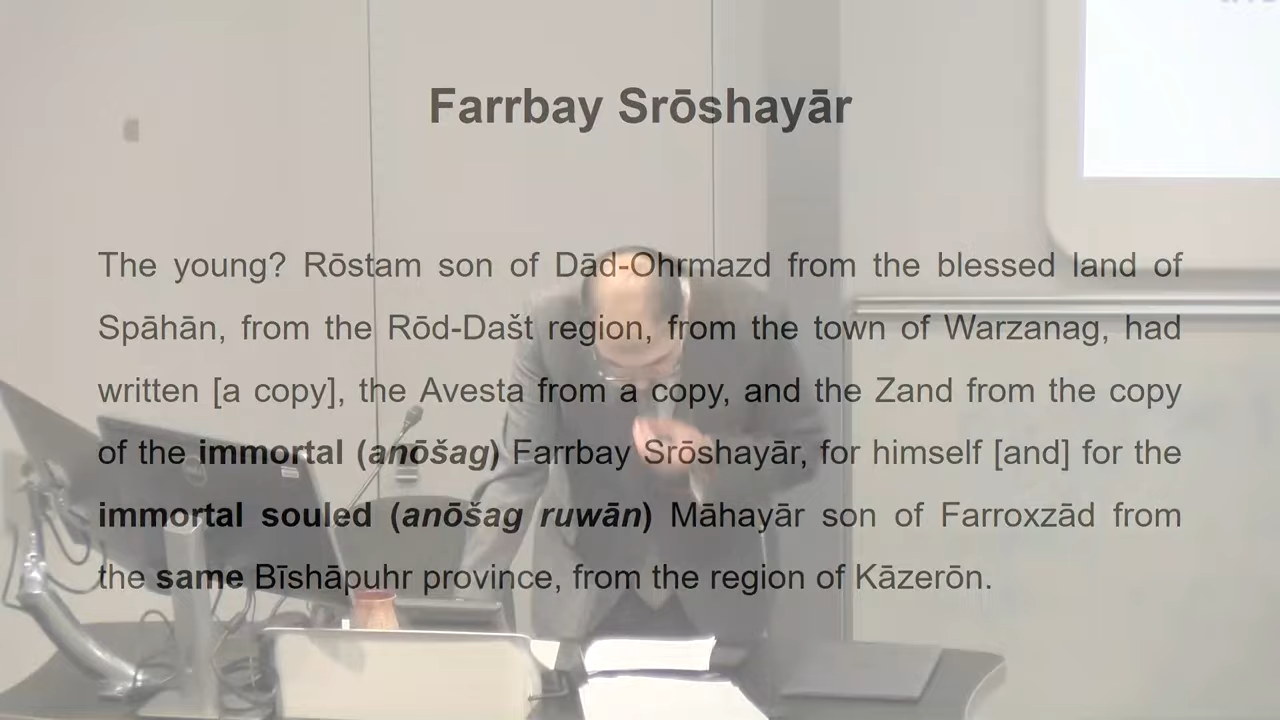 Farrbay Srōshayār
The young? Rōstam son of Dād-Ohrmazd from the blessed land of
Spāhān, from the Rōd-Dašt region, from the town of Warzanag, had
written [a copy], the Avesta from a copy, and the Zand from the copy
of the immortal (anōšag) Farrbay Srōshayār, for himself [and] for the
immortal souled (anōšag ruwān) Māhayār son of Farroxzād from
the same Bīshāpuhr province, from the region of Kāzerōn.